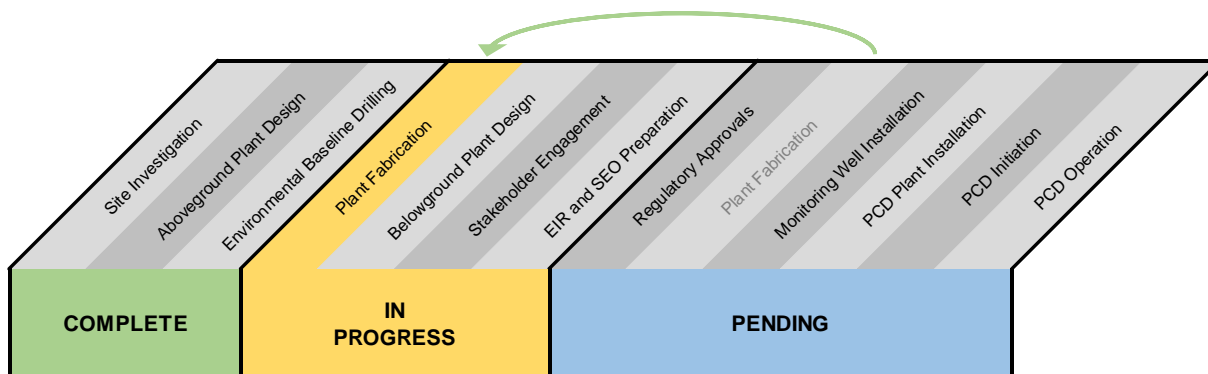 Site Investigation
Aboveground Plant Design
Environmental Baseline Drilling
Plant Fabrication
Belowground Plant Design
Stakeholder Engagement
EIR and SEO Preparation
Regulatory Approvals
Plant Fabrication
Monitoring Well Installation
PCD Plant Installation
PCD Initiation
PCD Operation
COMPLETE
IN
PROGRESS
PENDING